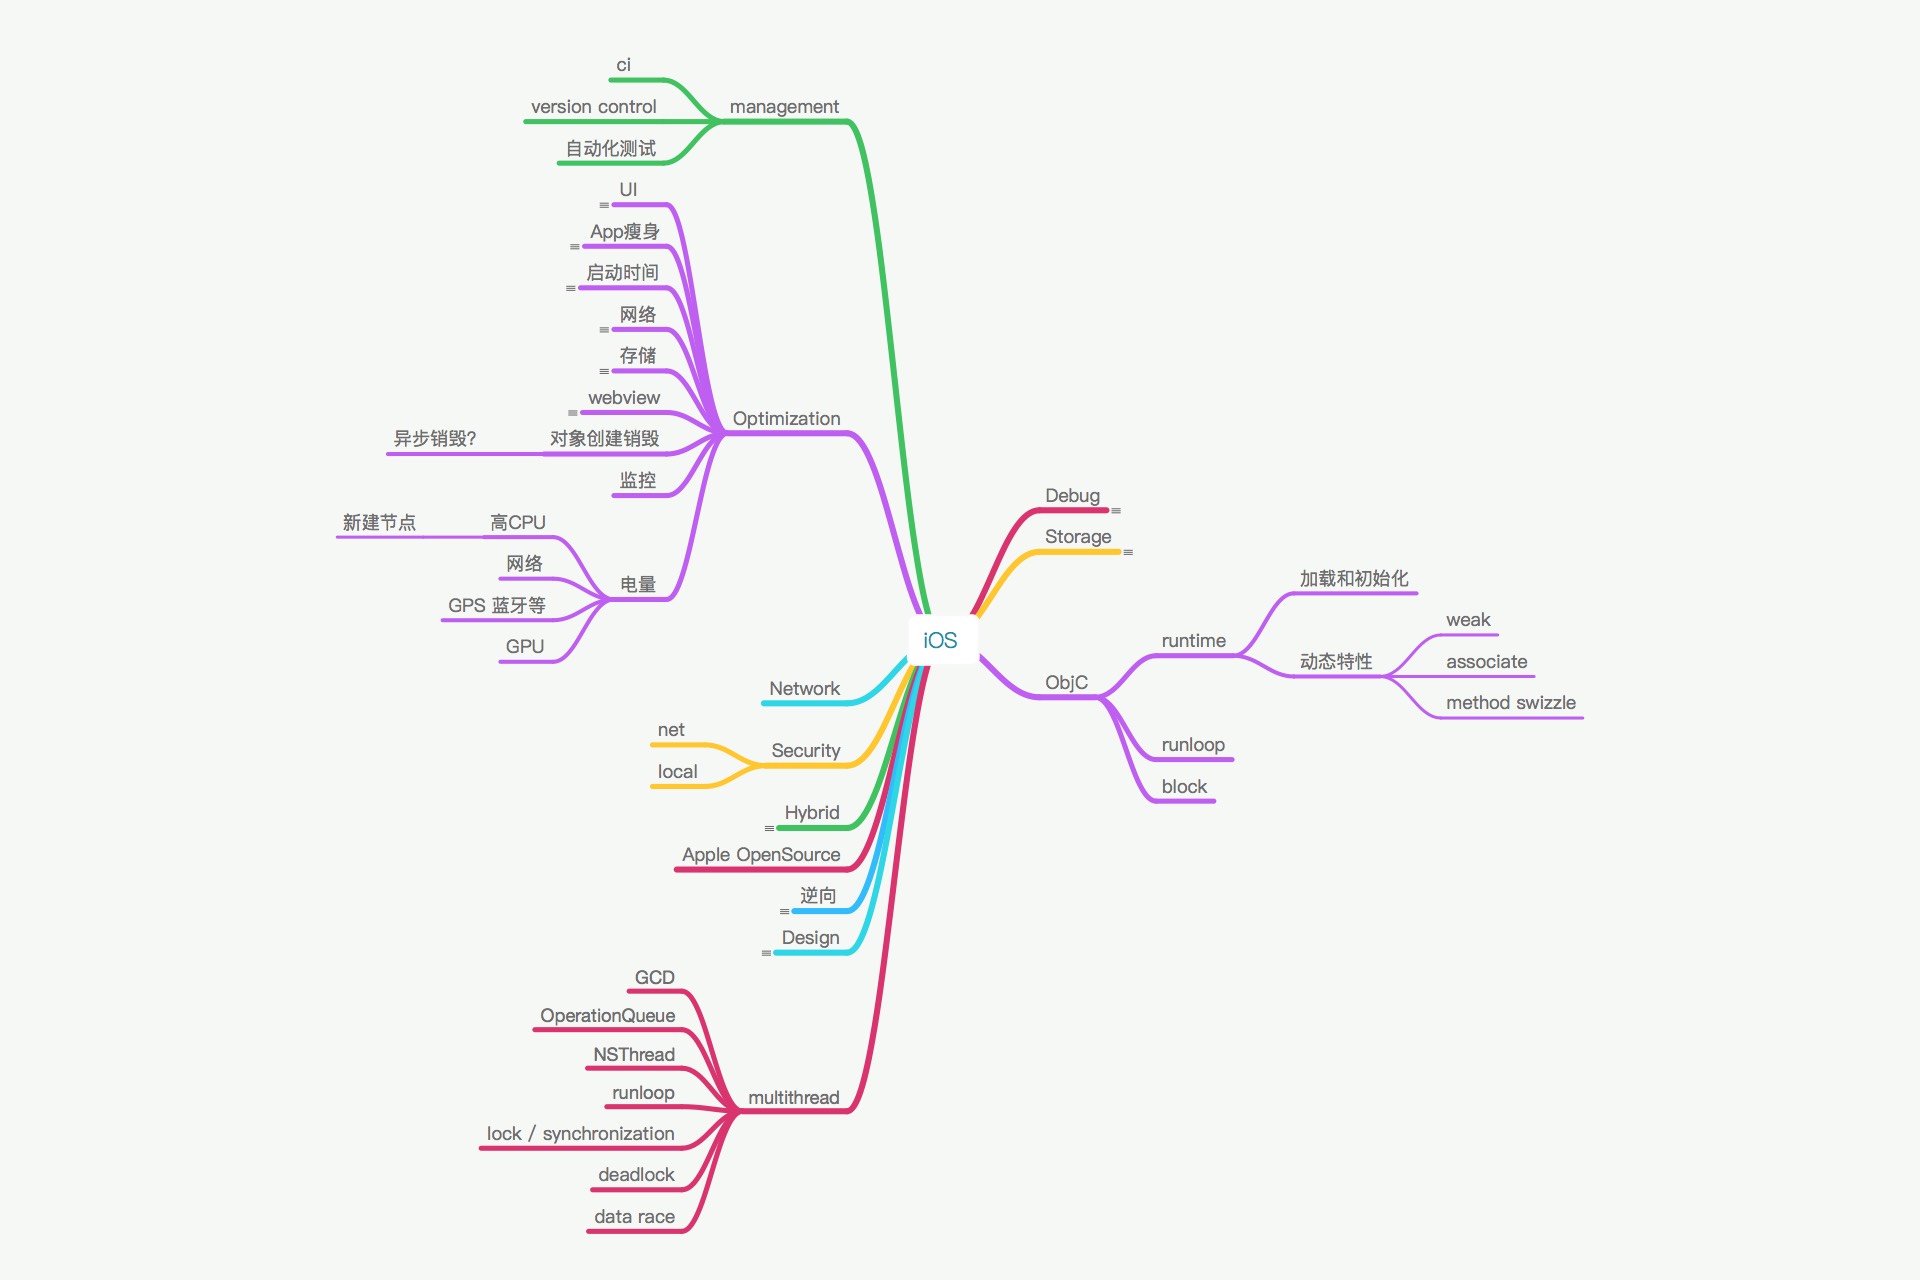 ci
version control
management
自动化测试
UI
App瘦身
启动时间
网络
存储
webview
Optimization
异步销毁?
对象创建销毁
监控
新建节点
高CPU
网络
电量
GPS 蓝牙等
GPU
Debug
Storage
iOS
加载和初始化
weak
runtime
动态特性
associate
ObjC
method swizzle
runloop
block
Network
net
Security
local
Hybrid
Apple OpenSource
逆向
Design
GCD
OperationQueue
NSThread
runloop
multithread
lock / synchronization
deadlock
data race